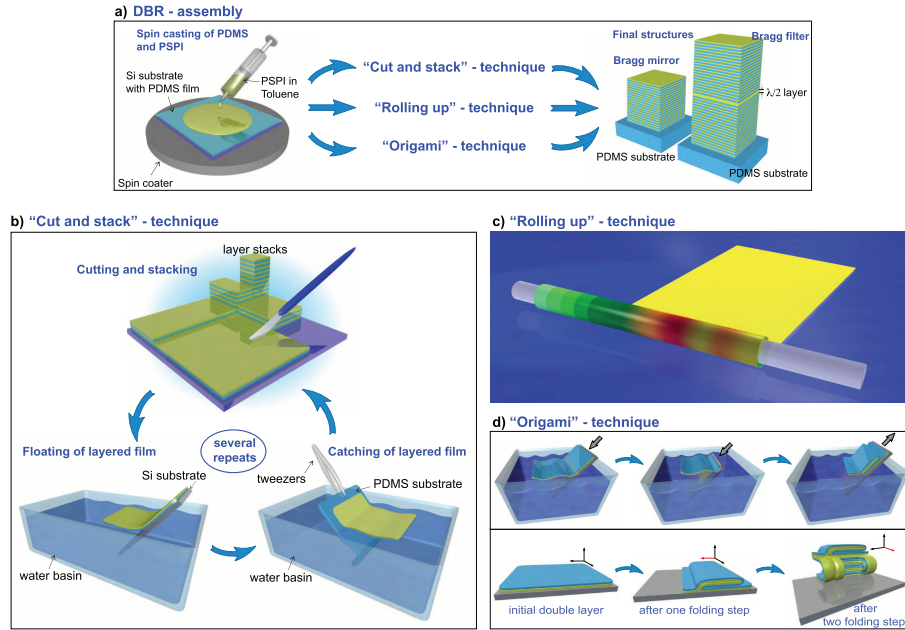 a) DBR - assembly
Spin casting of PDMS
and PSPI
Si substrate
with PDMS film
PSPI in
Toluene
Spin coater
“Cut and stack” - technique
“Rolling up” - technique
“Origami” - technique
Final structures
Bragg filter
Bragg mirror
λ/2 layer
PDMS substrate
PDMS substrate
b) “Cut and stack” - technique
layer stacks
Cutting and stacking
Floating of layered film
several
repeats
Catching of layered film
Si substrate
tweezers
PDMS substrate
water basin
water basin
c) “Rolling up” - technique
d) “Origami” - technique
initial double layer
after one folding step
after
two folding step